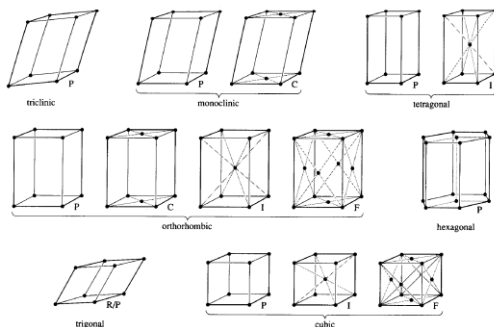 P
triclinic
P
C
monoclinic
P
I
tetragonal
P
C
I
F
orthorhombic
P
hexagonal
R/P
trigonal
P
I
F
cubic